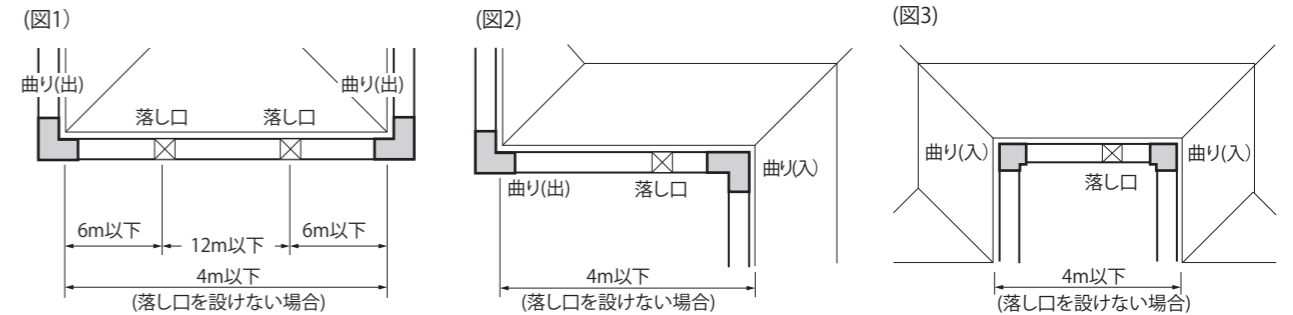 (図1)
曲り(出)
曲り(出)
落し口
落し口
6m以下
12m以下
6m以下
4m以下
(落し口を設けない場合)
(図2)
曲り(出)
落し口
曲り(入)
4m以下
(落し口を設けない場合)
(図3)
曲り(入)
曲り(入)
落し口
4m以下
(落し口を設けない場合)